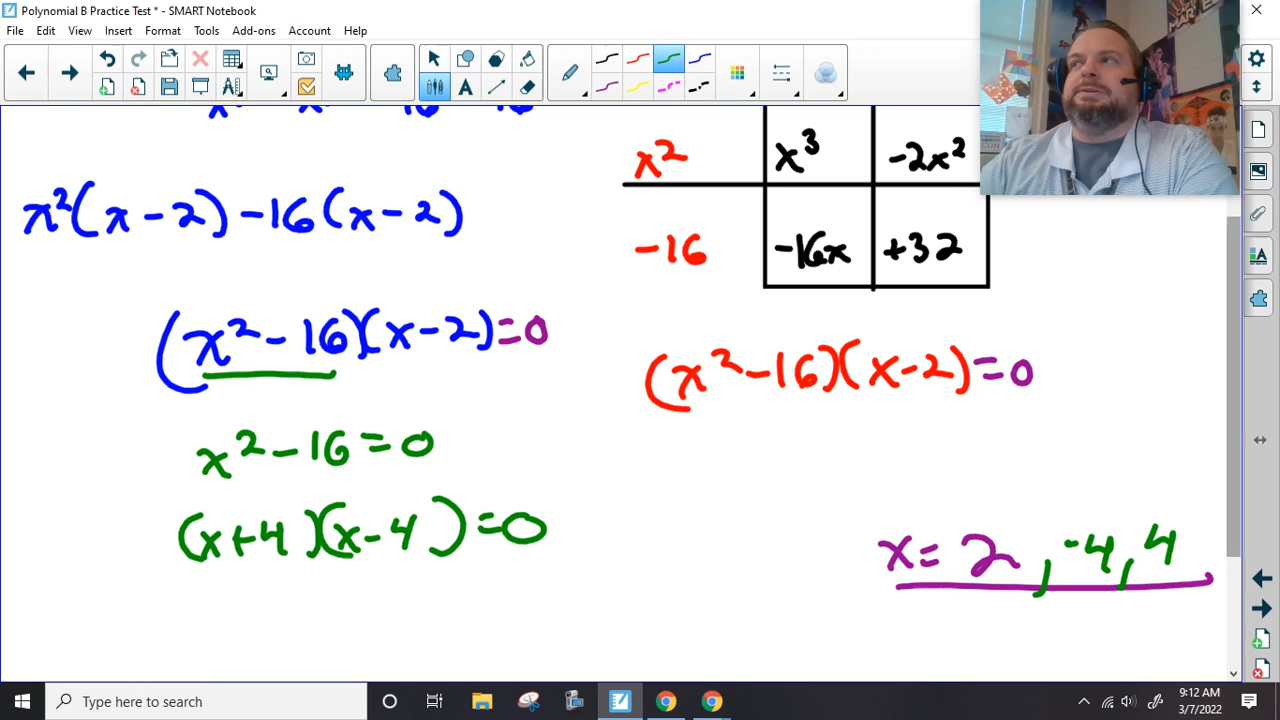 Polynomial B Practice Test * - SMART Notebook
File Edit View Insert Format Tools Add-ons Account Help
x²(x-2)-16(x-2)
(x²-16)(x-2)=0
x²-16=0
(x+4)(x-4)=0
x² x³ -2x²
-16 -16x +32
(x²-16)(x-2)=0
x=2,-4,4
Type here to search
9:12 AM
3/7/2022